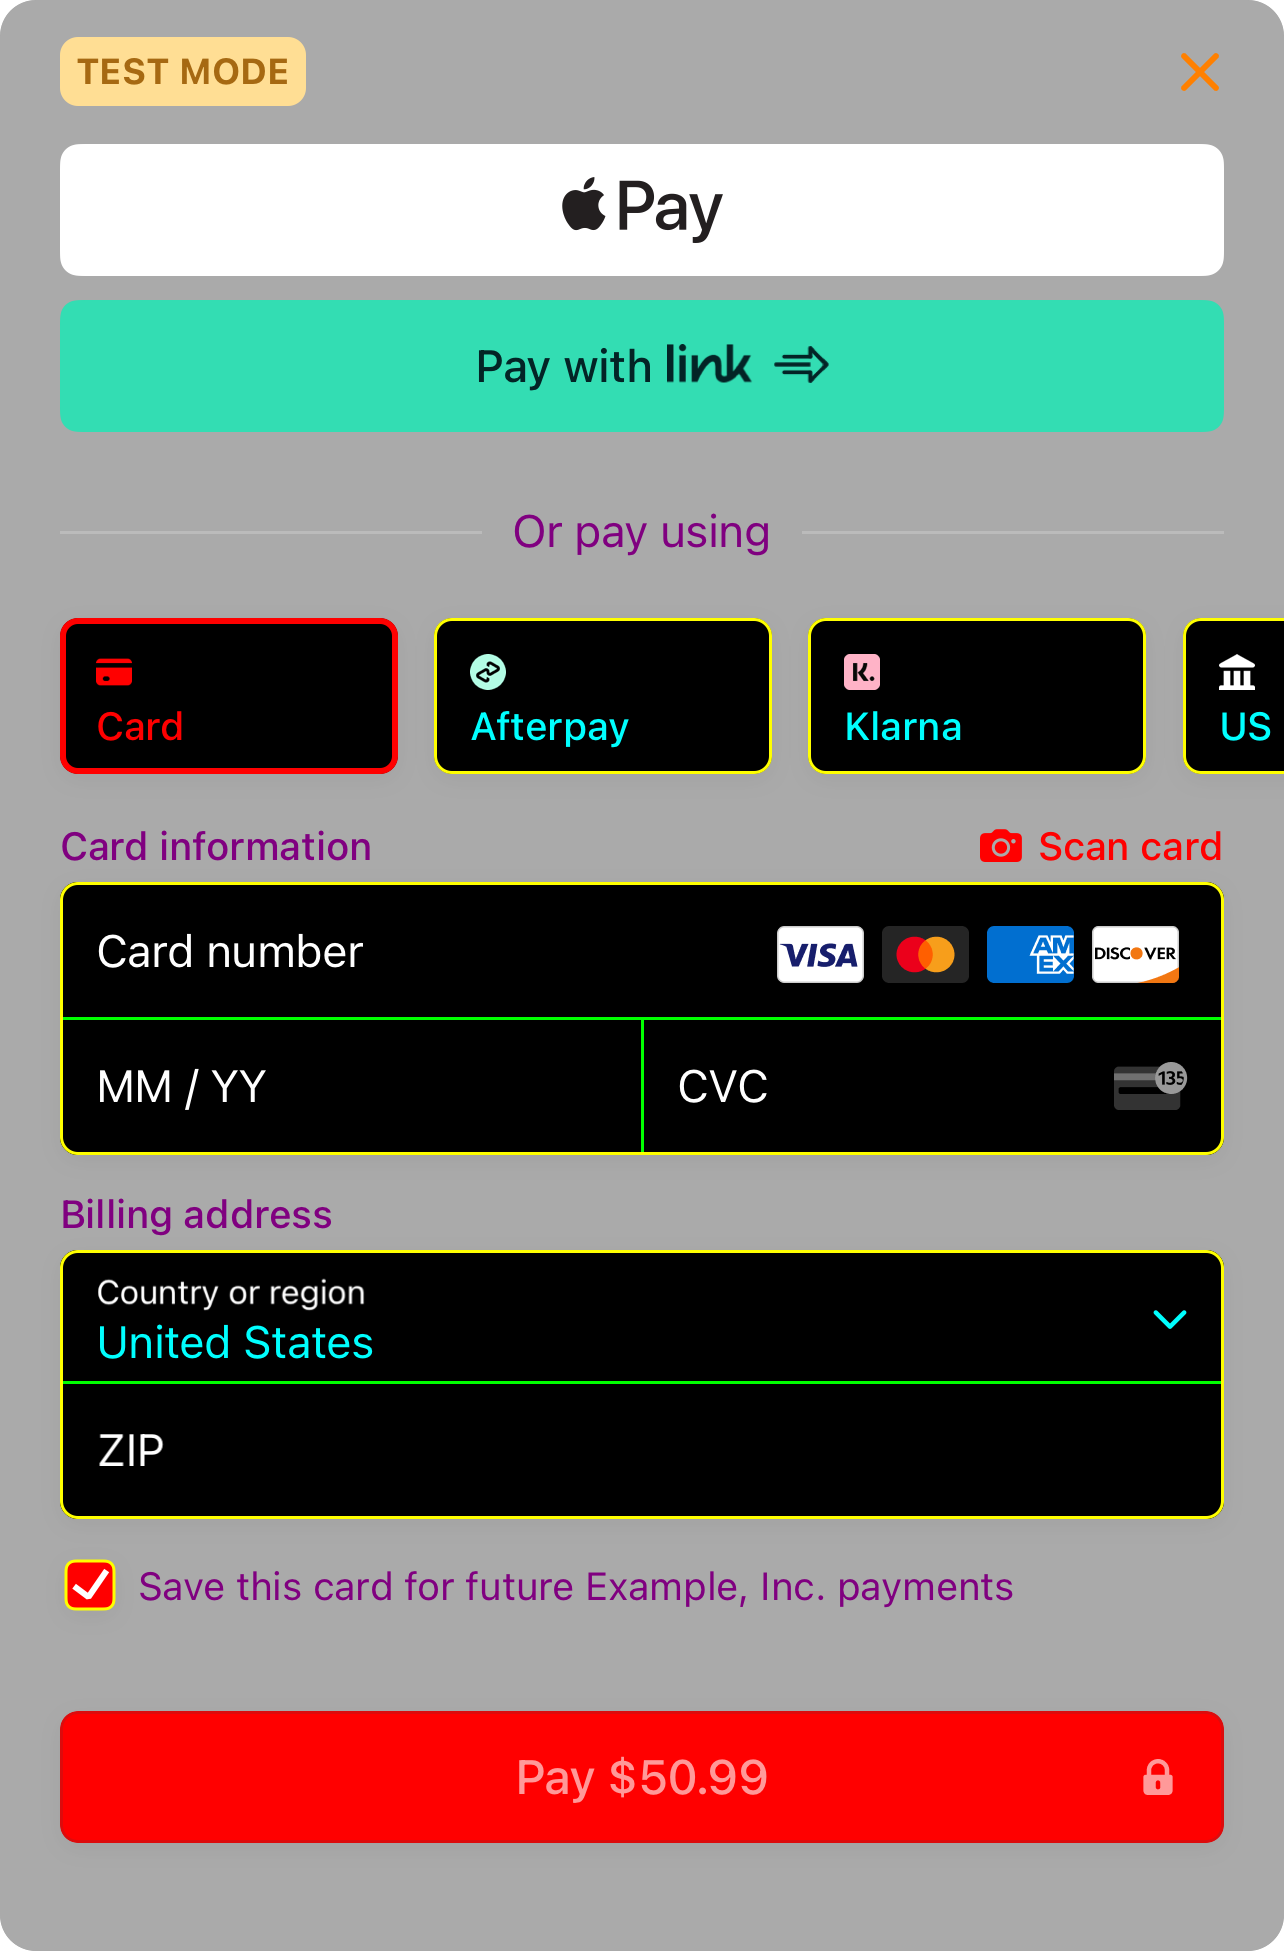 TEST MODE
Pay
Pay with link
Or pay using
Card
Afterpay
K.
Klarna
US
Card information
Scan card
Card number
VISA
AM
EX
DISCOVER
MM / YY
CVC
135
Billing address
Country or region
United States
ZIP
Save this card for future Example, Inc. payments
Pay $50.99